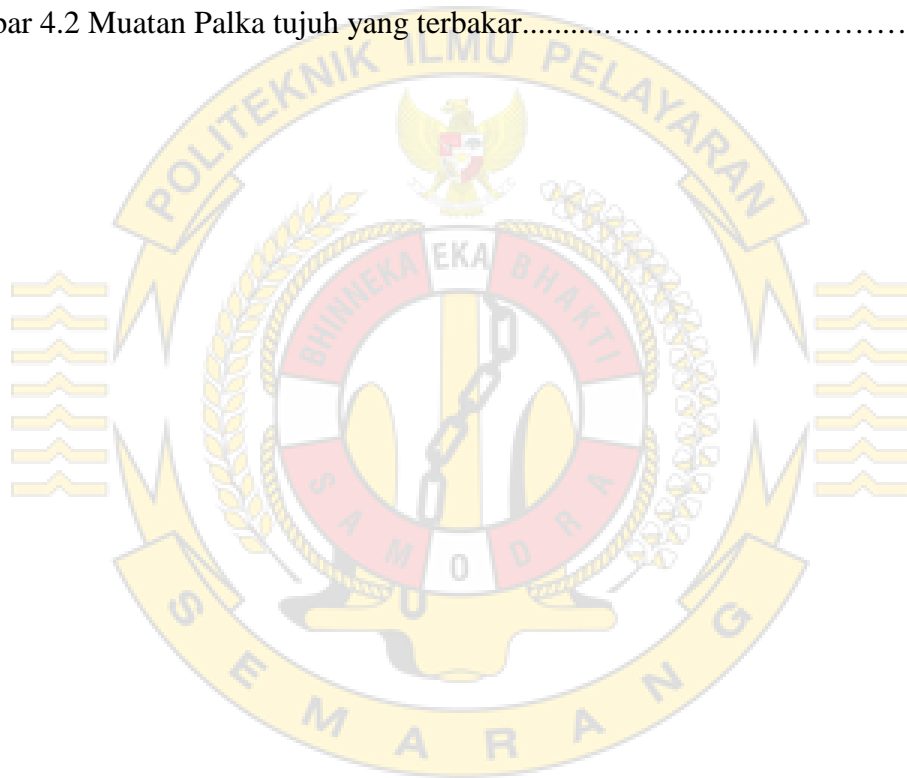 bar 4.2 Muatan Palka tujuh yang terbakar..........……...............…………
POLITEKNIK ILMU PELAYARAN
BHINNEKA EKA BHAKTI
SAMODRA
SEMARANG